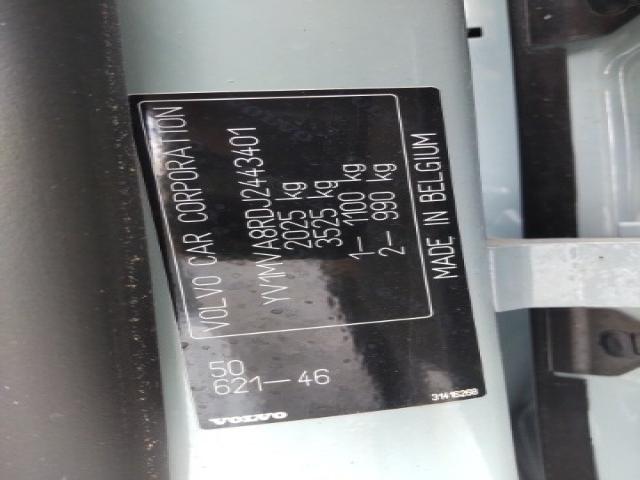 VOLVO CAR CORPORATION
YV1MVA8RDJ2443401
2025 kg
3525 kg
1– 1100 kg
2– 990 kg
MADE IN BELGIUM
50
621–46
VOLVO
31416268